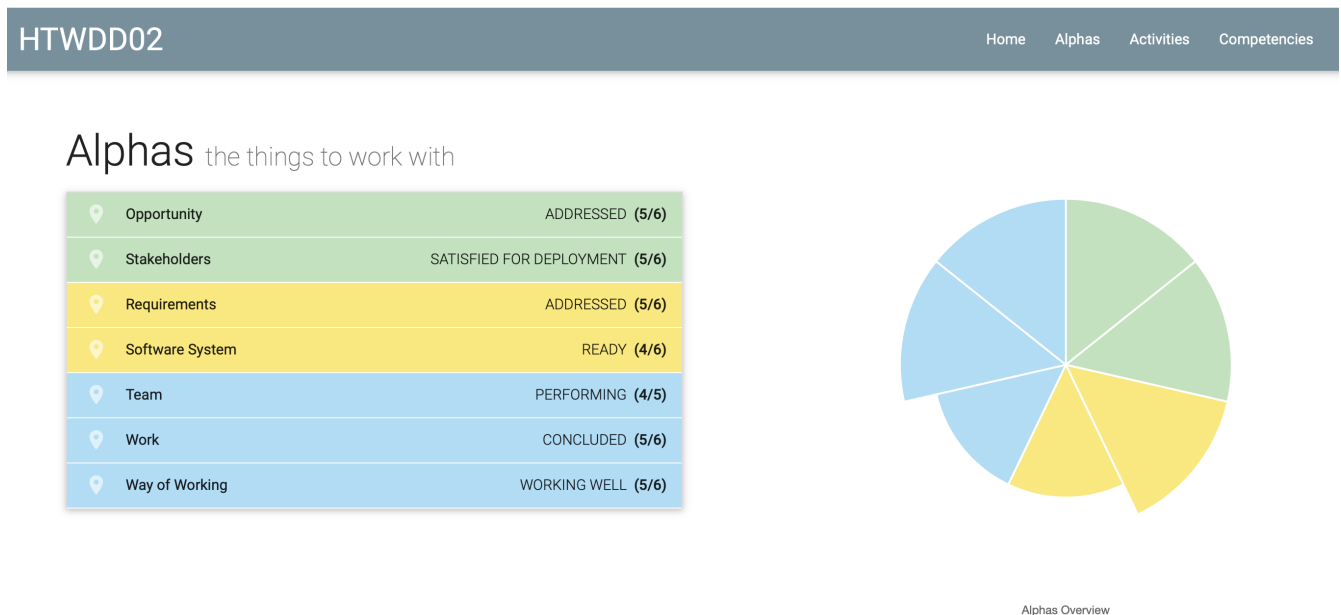 HTWDD02 Home Alphas Activities Competencies
Alphas the things to work with
Opportunity ADDRESSED (5/6)
Stakeholders SATISFIED FOR DEPLOYMENT (5/6)
Requirements ADDRESSED (5/6)
Software System READY (4/6)
Team PERFORMING (4/5)
Work CONCLUDED (5/6)
Way of Working WORKING WELL (5/6)
Alphas Overview